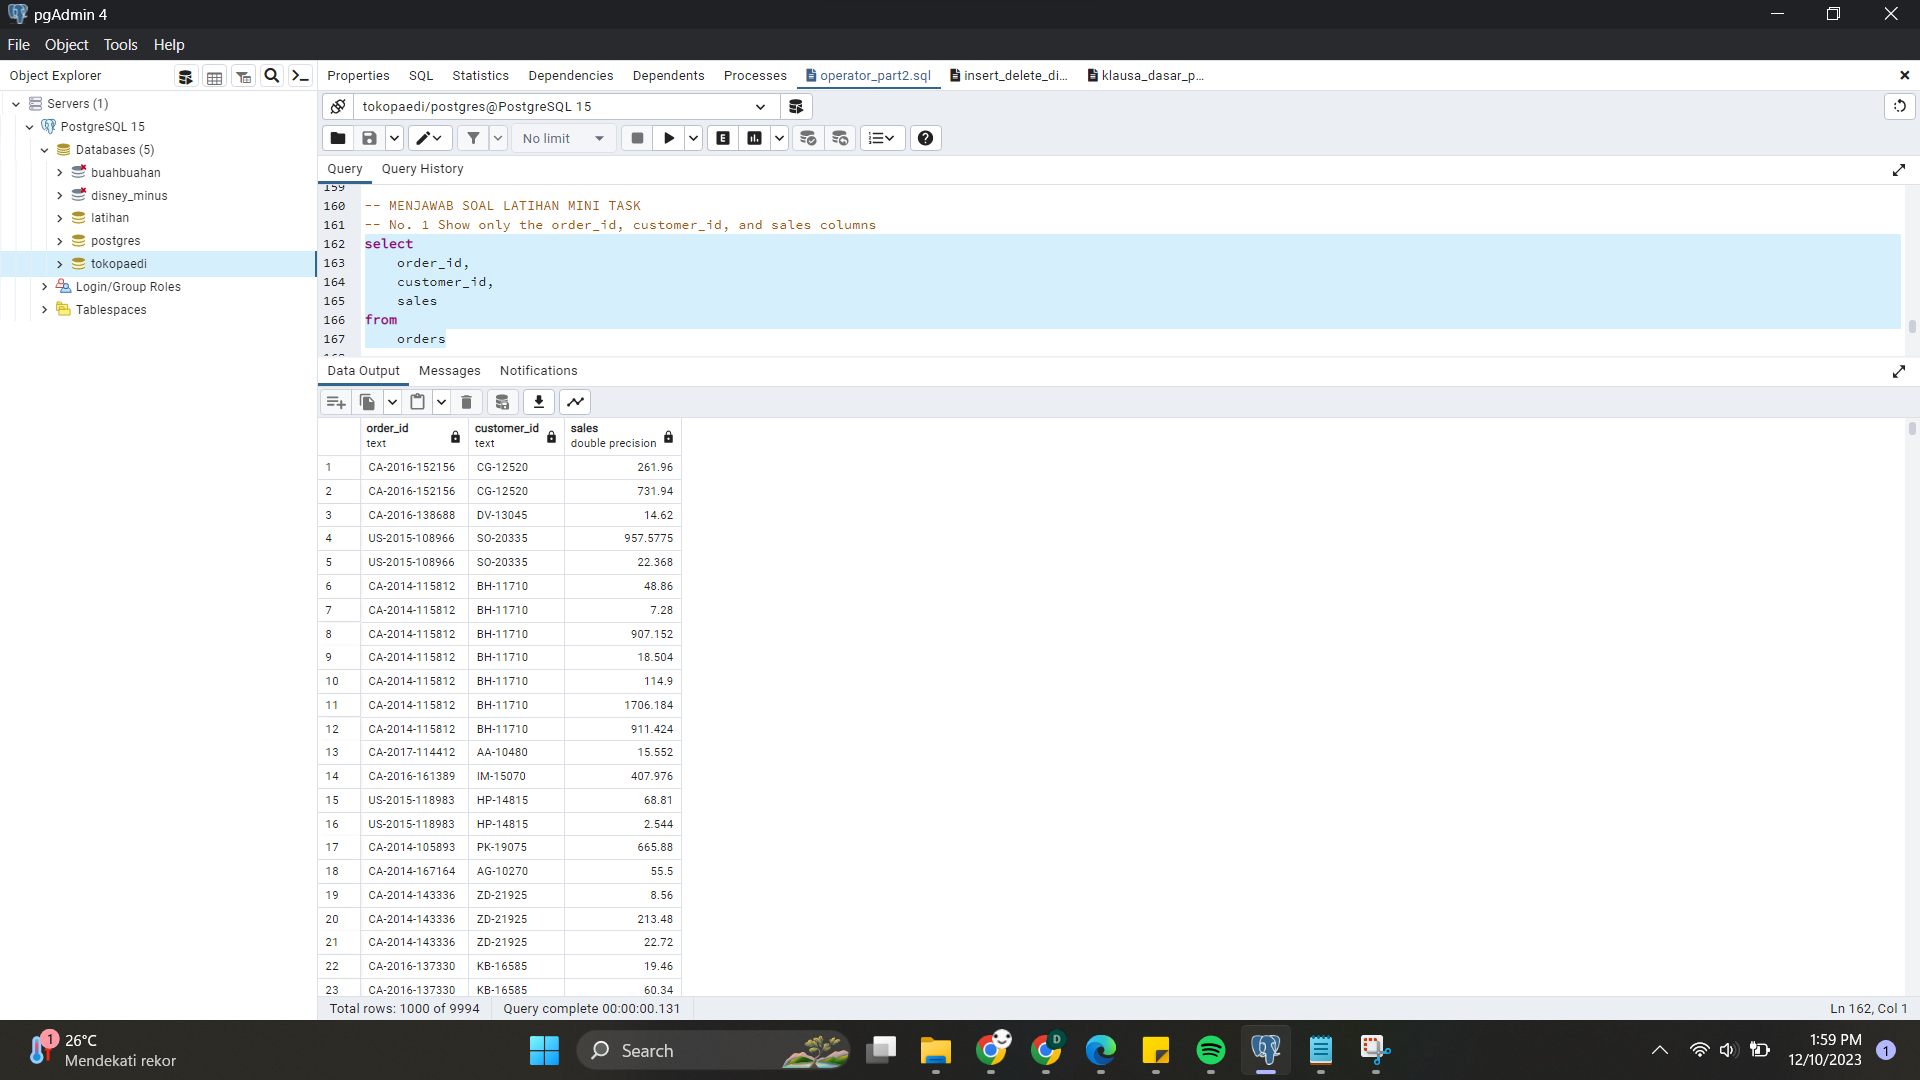 pgAdmin 4
File Object Tools Help
Object Explorer
Properties SQL Statistics Dependencies Dependents Processes operator_part2.sql insert_delete_di... klausa_dasar_p...
Servers (1)
PostgreSQL 15
Databases (5)
buahbuahan
disney_minus
latihan
postgres
tokopaedi
Login/Group Roles
Tablespaces
tokopaedi/postgres@PostgreSQL 15
No limit
E
Query Query History
159
160 -- MENJAWAB SOAL LATIHAN MINI TASK
161 -- No. 1 Show only the order_id, customer_id, and sales columns
162 select
163 order_id,
164 customer_id,
165 sales
166 from
167 orders
168
Data Output Messages Notifications
order_id customer_id sales
text text double precision
1 CA-2016-152156 CG-12520 261.96
2 CA-2016-152156 CG-12520 731.94
3 CA-2016-138688 DV-13045 14.62
4 US-2015-108966 SO-20335 957.5775
5 US-2015-108966 SO-20335 22.368
6 CA-2014-115812 BH-11710 48.86
7 CA-2014-115812 BH-11710 7.28
8 CA-2014-115812 BH-11710 907.152
9 CA-2014-115812 BH-11710 18.504
10 CA-2014-115812 BH-11710 114.9
11 CA-2014-115812 BH-11710 1706.184
12 CA-2014-115812 BH-11710 911.424
13 CA-2017-114412 AA-10480 15.552
14 CA-2016-161389 IM-15070 407.976
15 US-2015-118983 HP-14815 68.81
16 US-2015-118983 HP-14815 2.544
17 CA-2014-105893 PK-19075 665.88
18 CA-2014-167164 AG-10270 55.5
19 CA-2014-143336 ZD-21925 8.56
20 CA-2014-143336 ZD-21925 213.48
21 CA-2014-143336 ZD-21925 22.72
22 CA-2016-137330 KB-16585 19.46
23 CA-2016-137330 KB-16585 60.34
Total rows: 1000 of 9994 Query complete 00:00:00.131 Ln 162, Col 1
1
26°C
Mendekati rekor
Search
D
1:59 PM
12/10/2023
1